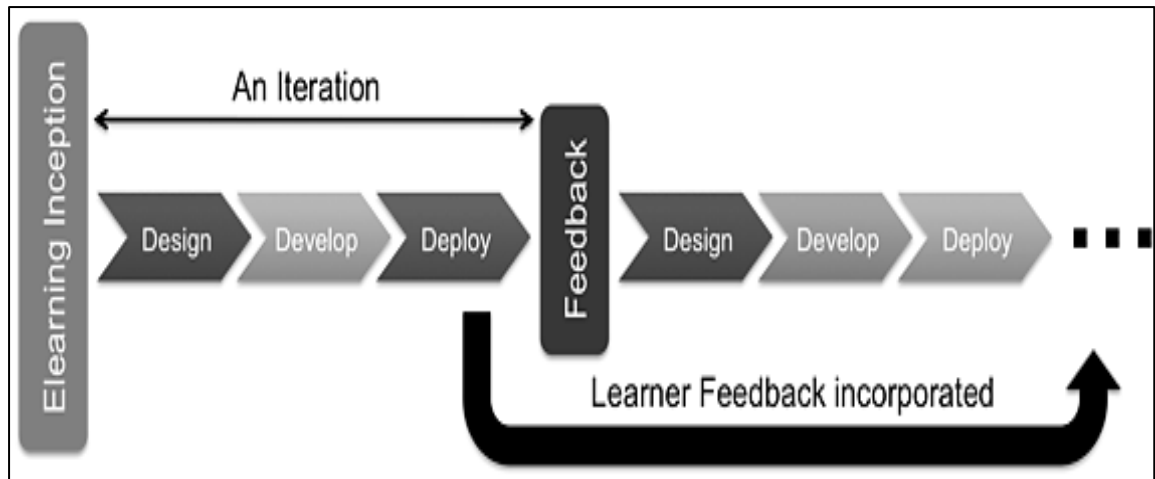 Elearning Inception
An Iteration
Design
Develop
Deploy
Feedback
Design
Develop
Deploy
Learner Feedback incorporated